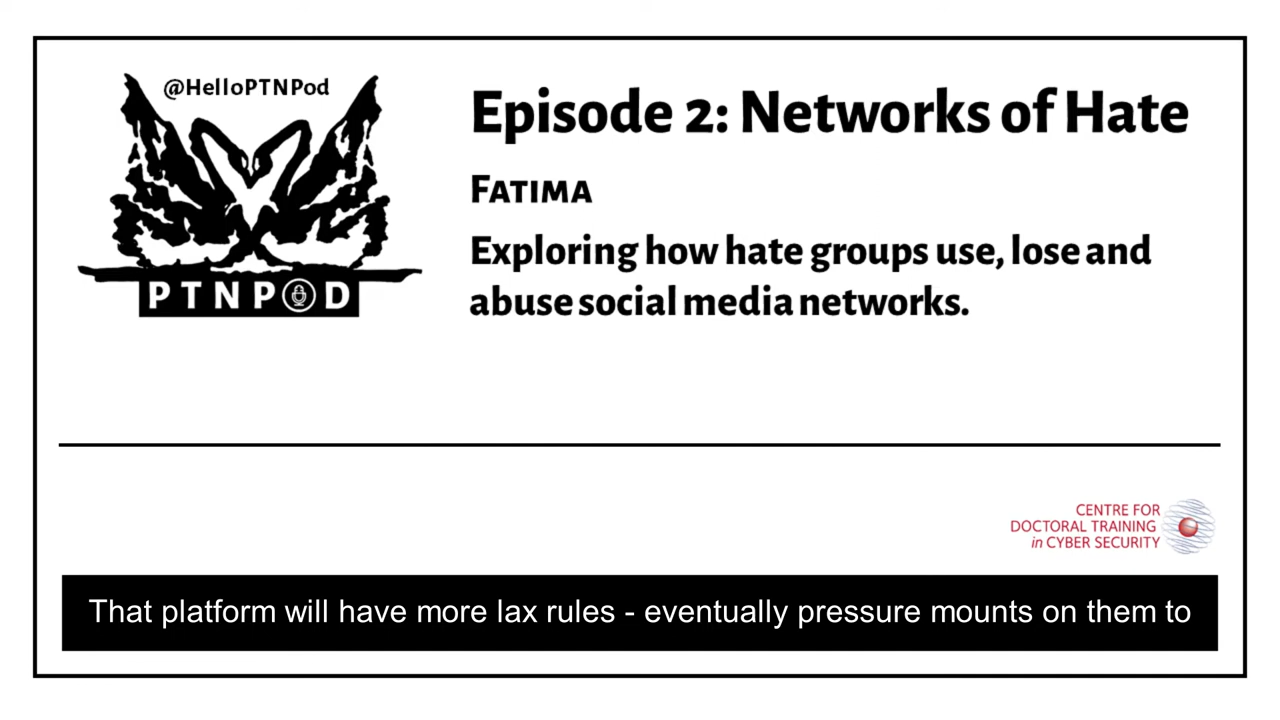 @HelloPTNPod
PTNPOD
Episode 2: Networks of Hate
Fatima
Exploring how hate groups use, lose and
abuse social media networks.
CENTRE FOR
DOCTORAL TRAINING
in CYBER SECURITY
That platform will have more lax rules - eventually pressure mounts on them to